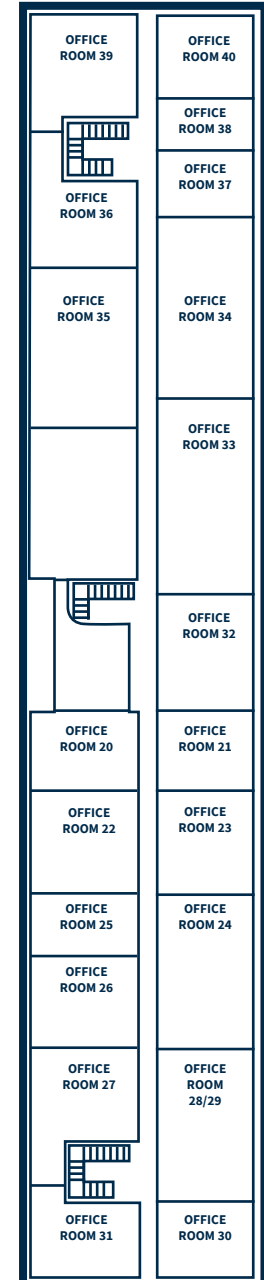 OFFICE
ROOM 39
OFFICE
ROOM 40
OFFICE
ROOM 38
OFFICE
ROOM 37
OFFICE
ROOM 36
OFFICE
ROOM 35
OFFICE
ROOM 34
OFFICE
ROOM 33
OFFICE
ROOM 32
OFFICE
ROOM 20
OFFICE
ROOM 21
OFFICE
ROOM 22
OFFICE
ROOM 23
OFFICE
ROOM 25
OFFICE
ROOM 24
OFFICE
ROOM 26
OFFICE
ROOM 27
OFFICE
ROOM
28/29
OFFICE
ROOM 31
OFFICE
ROOM 30